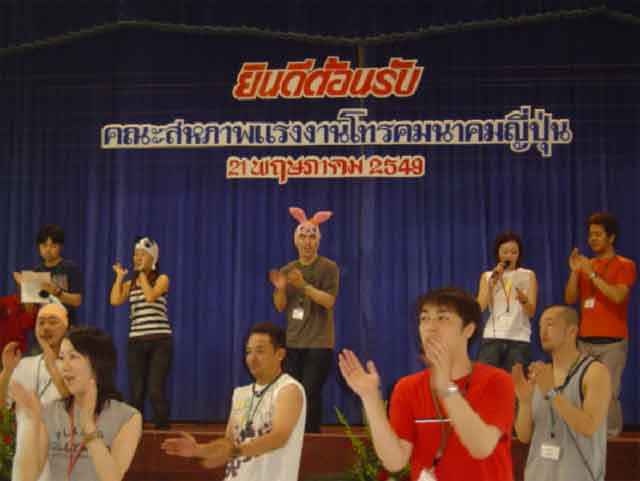 ยินดีต้อนรับ
คณะสหภาพแรงงานโทรคมนาคมญี่ปุ่น
21 พฤษภาคม 2549